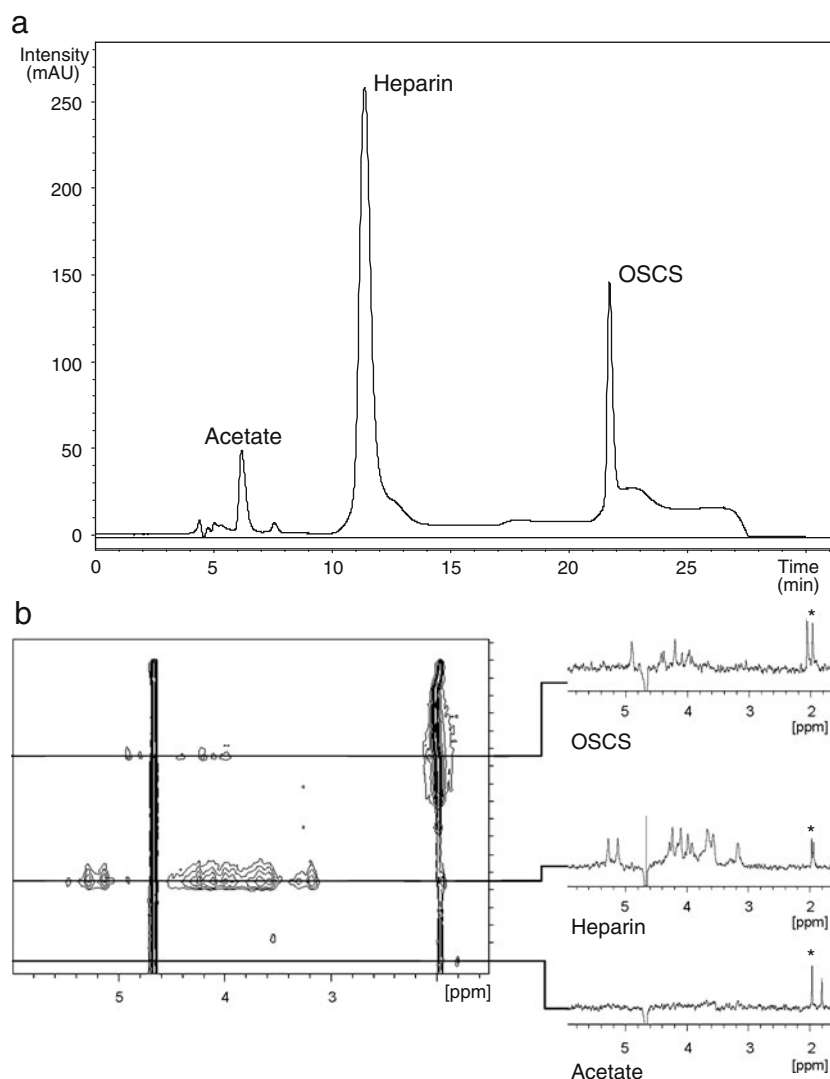 a
Intensity
(mAU)
250
200
150
100
50
0
Heparin
OSCS
Acetate
0 5 10 15 20 25 Time
(min)
b
5 4 3 [ppm]
*
5 4 3 2
[ppm]
OSCS
*
5 4 3 2
[ppm]
Heparin
*
5 4 3 2
[ppm]
Acetate